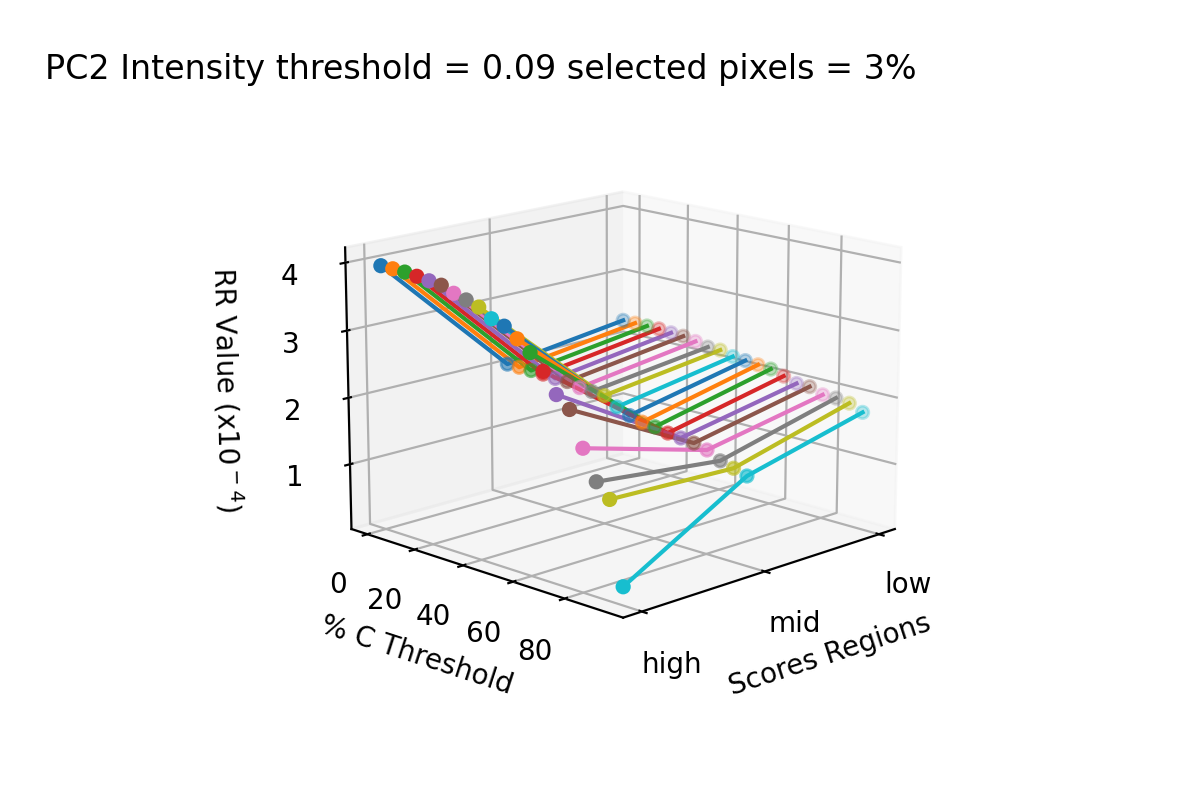 PC2 Intensity threshold = 0.09 selected pixels = 3%
4
3
2
1
RR Value (x10⁻⁴)
0
20
40
60
80
% C Threshold
low
mid
high
Scores Regions